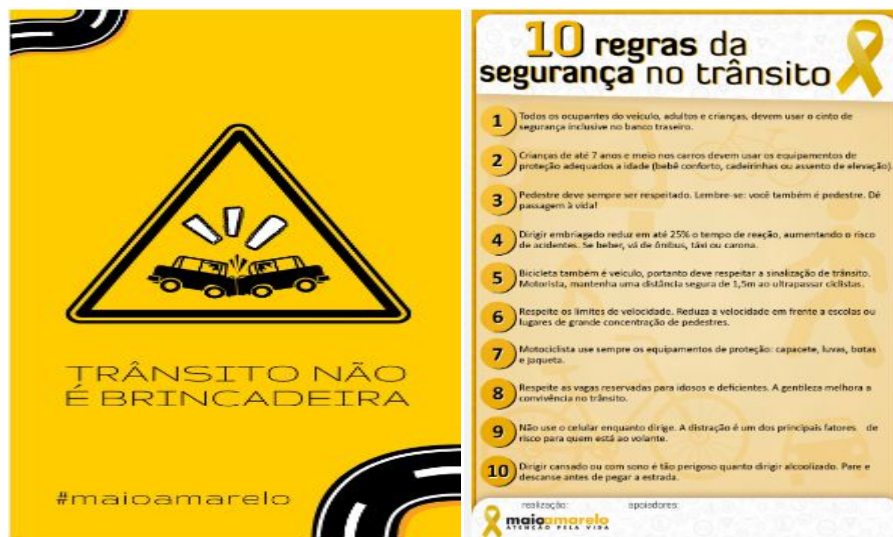 TRÂNSITO NÃO
É BRINCADEIRA
#maioamarelo
10 regras da
segurança no trânsito
1 Todos os ocupantes do veículo, adultos e crianças, devem usar o cinto de
segurança inclusive no banco traseiro.
2 Crianças de até 7 anos e meio nos carros devem usar os equipamentos de
proteção adequados a idade (bebê conforto, cadeirinhas ou assento de elevação).
3 Pedestre deve sempre ser respeitado. Lembre-se: você também é pedestre. Dê
passagem à vida!
4 Dirigir embriagado reduz em até 25% o tempo de reação, aumentando o risco
de acidentes. Se beber, vá de ônibus, táxi ou carona.
5 Bicicleta também é veículo, portanto deve respeitar a sinalização de trânsito.
Motorista, mantenha uma distância segura de 1,5m ao ultrapassar ciclistas.
6 Respeite os limites de velocidade. Reduza a velocidade em frente a escolas ou
lugares de grande concentração de pedestres.
7 Motociclista use sempre os equipamentos de proteção: capacete, luvas, botas
e jaqueta.
8 Respeite as vagas reservadas para idosos e deficientes. A gentileza melhora a
convivência no trânsito.
9 Não use o celular enquanto dirige. A distração é um dos principais fatores de
risco para quem está ao volante.
10 Dirigir cansado ou com sono é tão perigoso quanto dirigir alcoolizado. Pare e
descanse antes de pegar a estrada.
realização: apoiadores:
maioamarelo
ATENÇÃO PELA VIDA